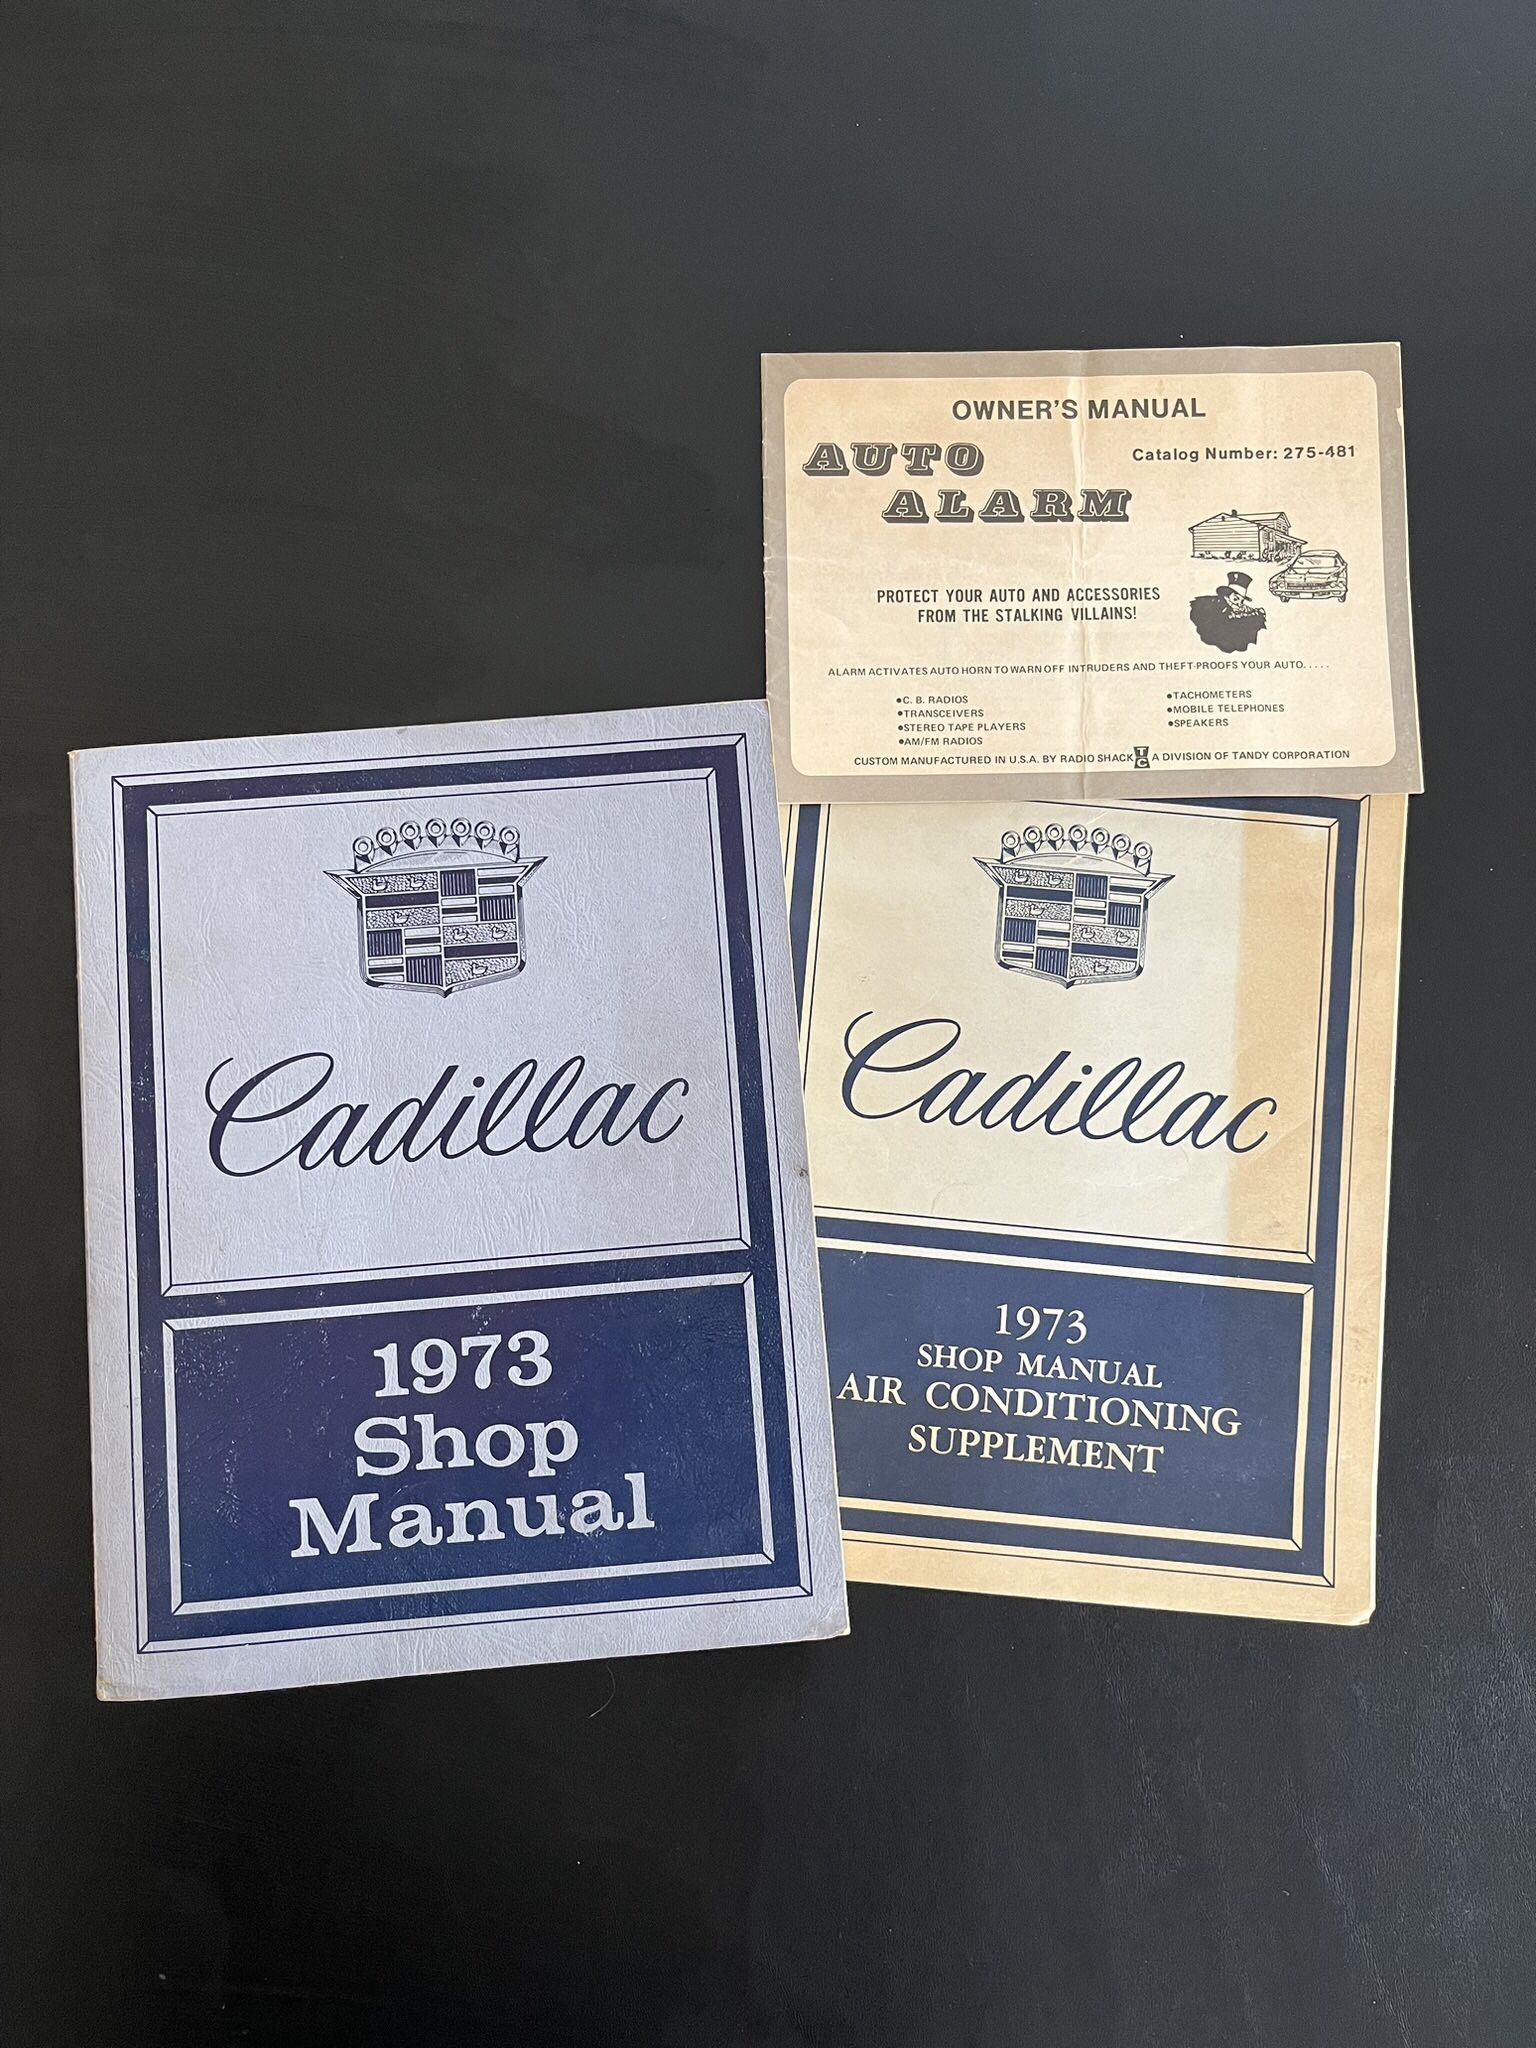 OWNER'S MANUAL
AUTO
ALARM
Catalog Number: 275-481
PROTECT YOUR AUTO AND ACCESSORIES
FROM THE STALKING VILLAINS!
ALARM ACTIVATES AUTO HORN TO WARN OFF INTRUDERS AND THEFT-PROOFS YOUR AUTO.....
•C. B. RADIOS
•TRANSCEIVERS
•STEREO TAPE PLAYERS
•AM/FM RADIOS
•TACHOMETERS
•MOBILE TELEPHONES
•SPEAKERS
CUSTOM MANUFACTURED IN U.S.A. BY RADIO SHACK TC A DIVISION OF TANDY CORPORATION
Cadillac
1973
Shop
Manual
Cadillac
1973
SHOP MANUAL
AIR CONDITIONING
SUPPLEMENT